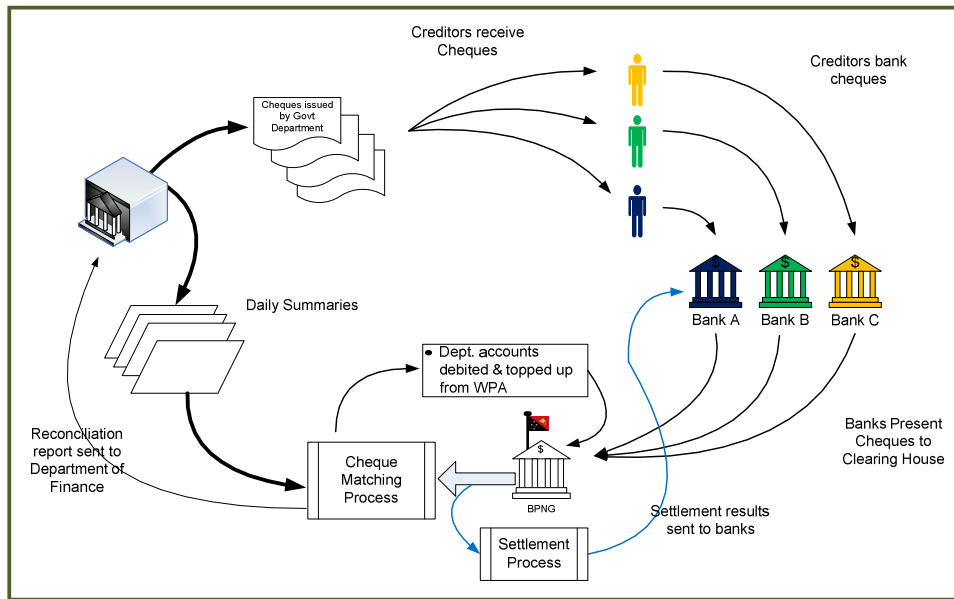 Creditors receive
Cheques
Creditors bank
cheques
Cheques issued
by Govt
Department
$
$
$
Bank A
Bank B
Bank C
Daily Summaries
• Dept. accounts
debited & topped up
from WPA
Banks Present
Cheques to
Clearing House
Reconciliation
report sent to
Department of
Finance
Cheque
Matching
Process
$
BPNG
Settlement results
sent to banks
Settlement
Process